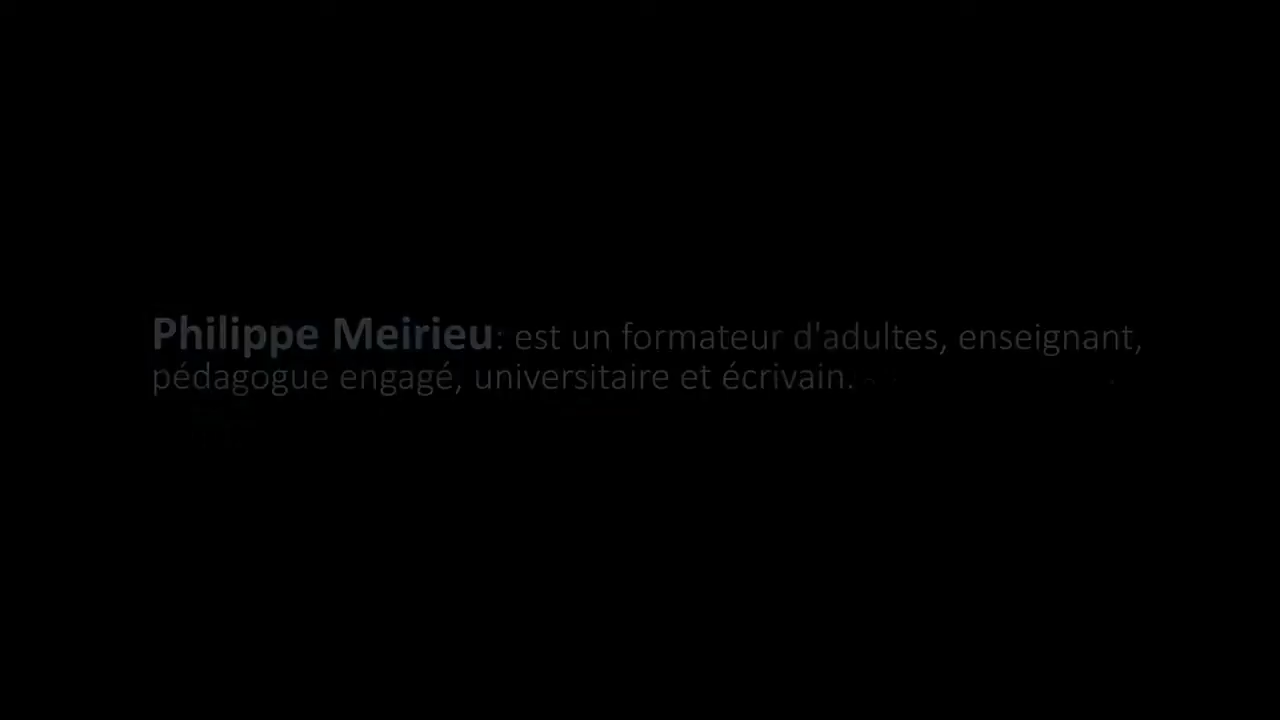 Philippe Meirieu: est un formateur d'adultes, enseignant,
pédagogue engagé, universitaire et écrivain.